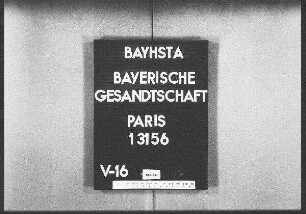 BAYHSTA
BAYERISCHE
GESANDTSCHAFT
PARIS
13156
V-16